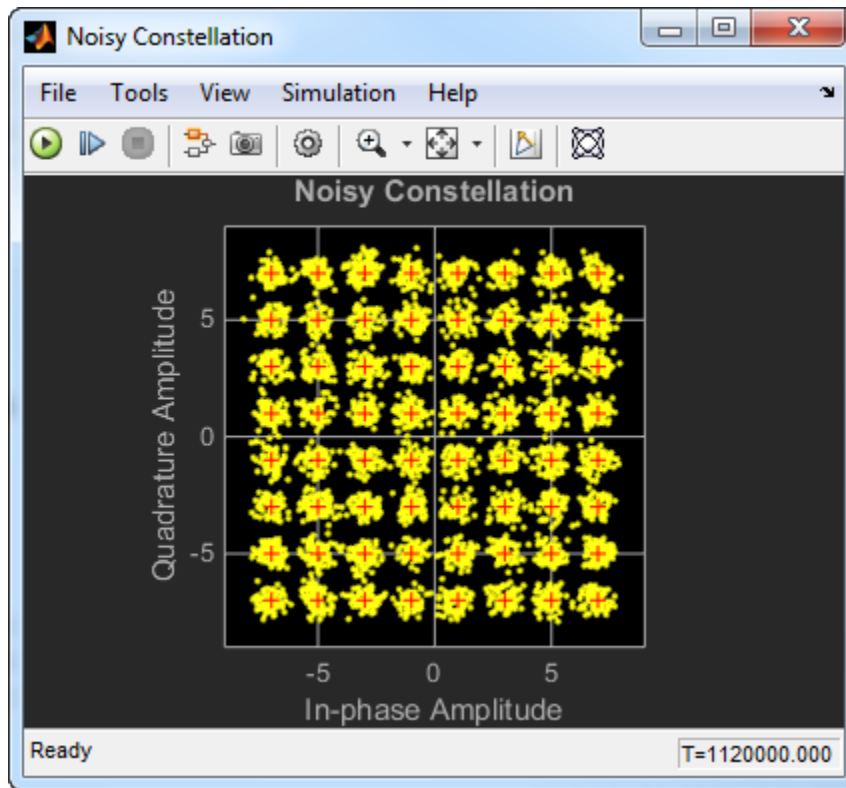 Noisy Constellation
File Tools View Simulation Help
Noisy Constellation
Quadrature Amplitude
5
0
-5
-5 0 5
In-phase Amplitude
Ready T=1120000.000